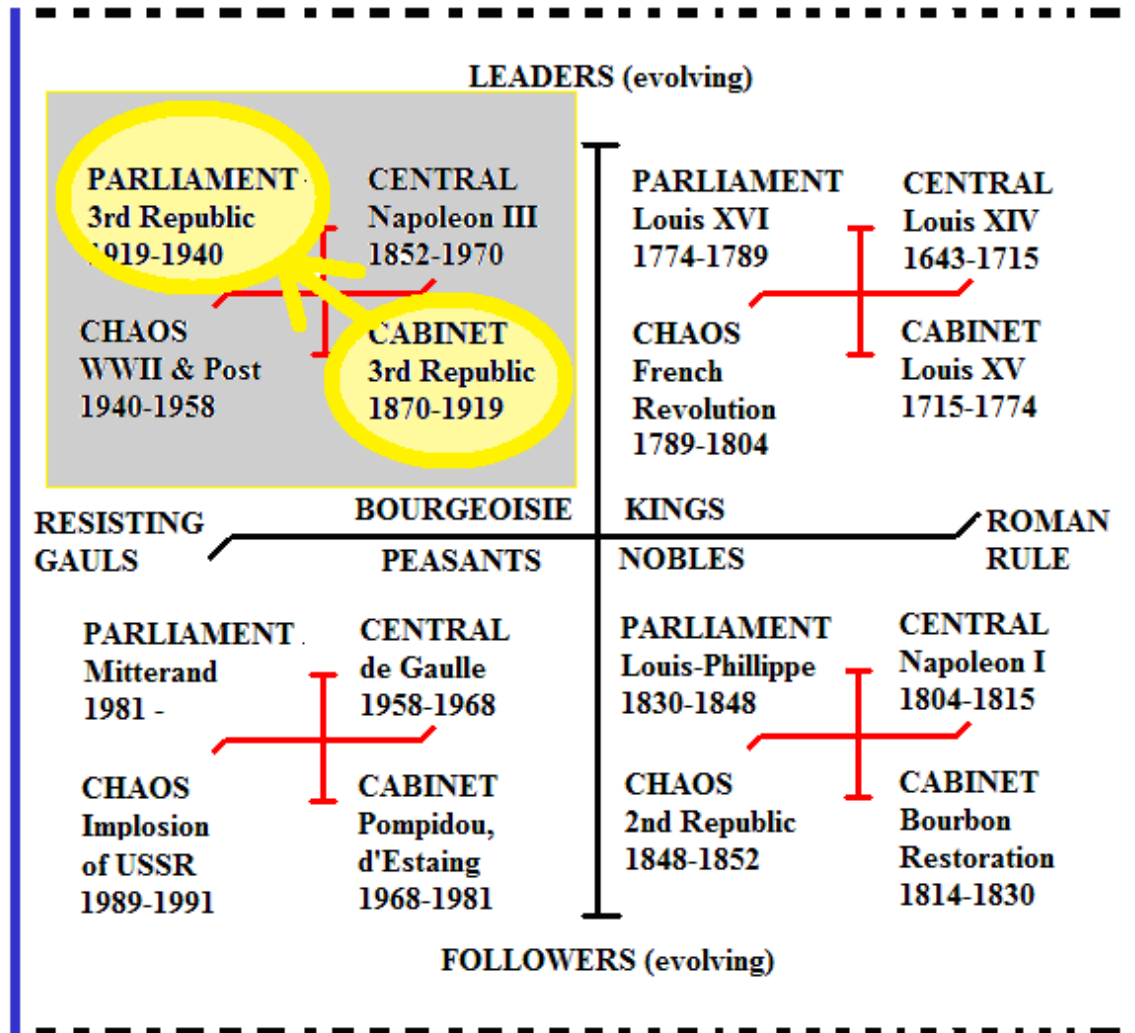 LEADERS (evolving)
PARLIAMENT
3rd Republic
1919-1940
CENTRAL
Napoleon III
1852-1970
CHAOS
WWII & Post
1940-1958
CABINET
3rd Republic
1870-1919
PARLIAMENT
Louis XVI
1774-1789
CENTRAL
Louis XIV
1643-1715
CHAOS
French
Revolution
1789-1804
CABINET
Louis XV
1715-1774
RESISTING
GAULS
BOURGEOISIE
PEASANTS
KINGS
NOBLES
ROMAN
RULE
PARLIAMENT
Mitterand
1981 -
CENTRAL
de Gaulle
1958-1968
CHAOS
Implosion
of USSR
1989-1991
CABINET
Pompidou,
d'Estaing
1968-1981
PARLIAMENT
Louis-Phillippe
1830-1848
CENTRAL
Napoleon I
1804-1815
CHAOS
2nd Republic
1848-1852
CABINET
Bourbon
Restoration
1814-1830
FOLLOWERS (evolving)